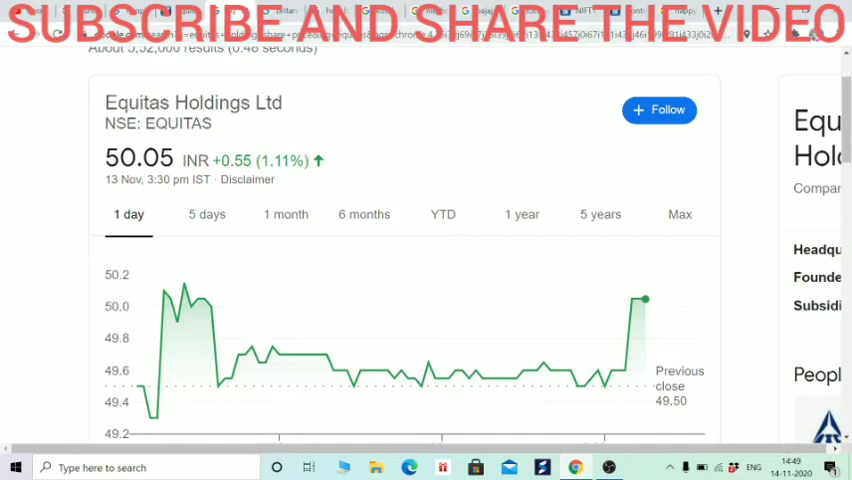 SUBSCRIBE AND SHARE THE VIDEO
About 5,52,000 results (0.46 seconds)
Equitas Holdings Ltd
NSE: EQUITAS
+ Follow
50.05 INR +0.55 (1.11%)
13 Nov, 3:30 pm IST · Disclaimer
1 day 5 days 1 month 6 months YTD 1 year 5 years Max
50.2
50.0
49.8
49.6
49.4
49.2
Previous
close
49.50
Equ
Hol
Compan
Headqu
Founde
Subsidi
Peopl
Type here to search
ENG
14:49
14-11-2020